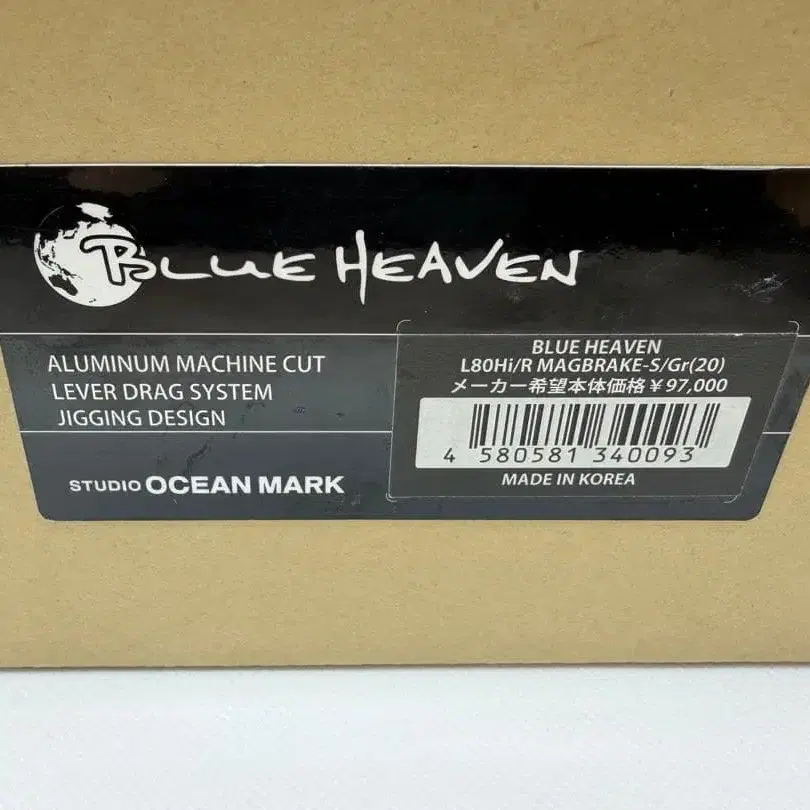 BLUE HEAVEN
ALUMINUM MACHINE CUT
LEVER DRAG SYSTEM
JIGGING DESIGN
STUDIO OCEAN MARK
BLUE HEAVEN
L80Hi/R MAGBRAKE-S/Gr(20)
メーカー希望本体価格¥97,000
4 580581 340093
MADE IN KOREA